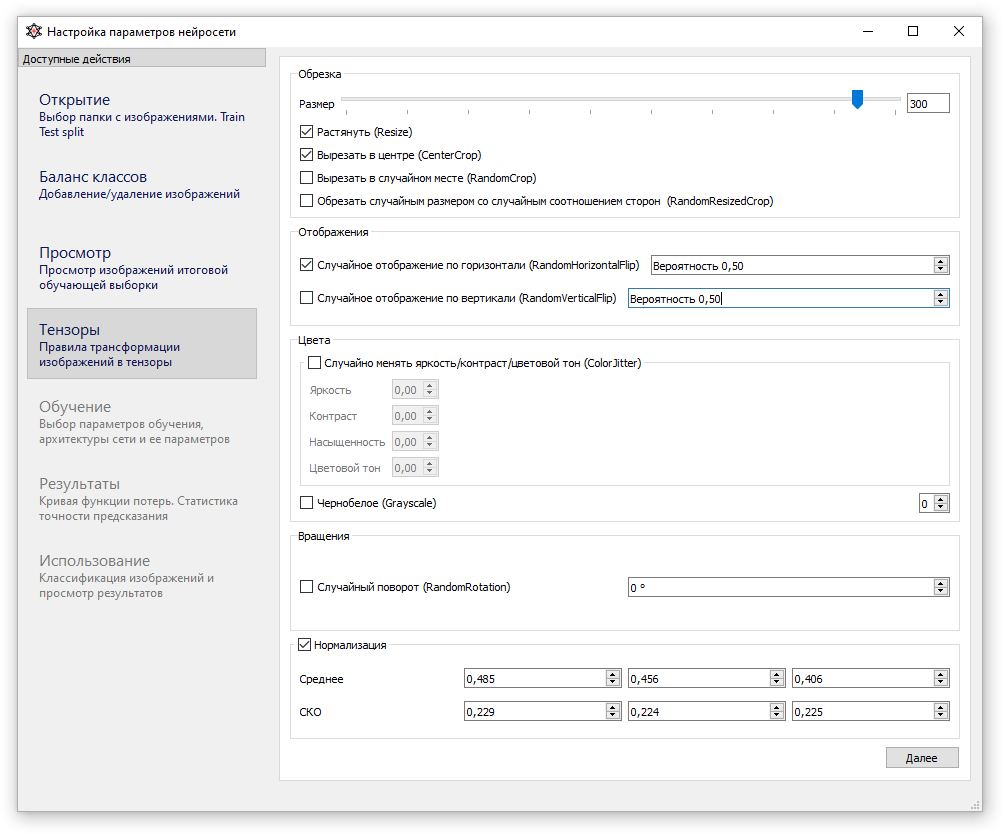 Настройка параметров нейросети
Доступные действия
Открытие
Выбор папки с изображениями. Train
Test split
Баланс классов
Добавление/удаление изображений
Просмотр
Просмотр изображений итоговой
обучающей выборки
Тензоры
Правила трансформации
изображений в тензоры
Обучение
Выбор параметров обучения,
архитектуры сети и ее параметров
Результаты
Кривая функции потерь. Статистика
точности предсказания
Использование
Классификация изображений и
просмотр результатов
Обрезка
Размер 300
Растянуть (Resize)
Вырезать в центре (CenterCrop)
Вырезать в случайном месте (RandomCrop)
Обрезать случайным размером со случайным соотношением сторон (RandomResizedCrop)
Отображения
Случайное отображение по горизонтали (RandomHorizontalFlip) Вероятность 0,50
Случайное отображение по вертикали (RandomVerticalFlip) Вероятность 0,50
Цвета
Случайно менять яркость/контраст/цветовой тон (ColorJitter)
Яркость 0,00
Контраст 0,00
Насыщенность 0,00
Цветовой тон 0,00
Чернобелое (Grayscale) 0
Вращения
Случайный поворот (RandomRotation) 0 °
Нормализация
Среднее 0,485 0,456 0,406
СКО 0,229 0,224 0,225
Далее